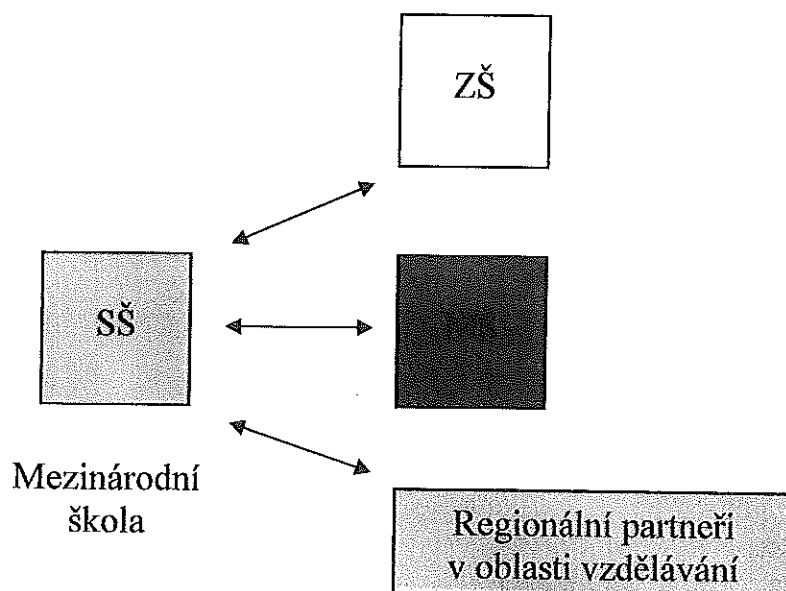 ZŠ
SŠ
Mezinárodní
škola
Regionální partneři
v oblasti vzdělávání